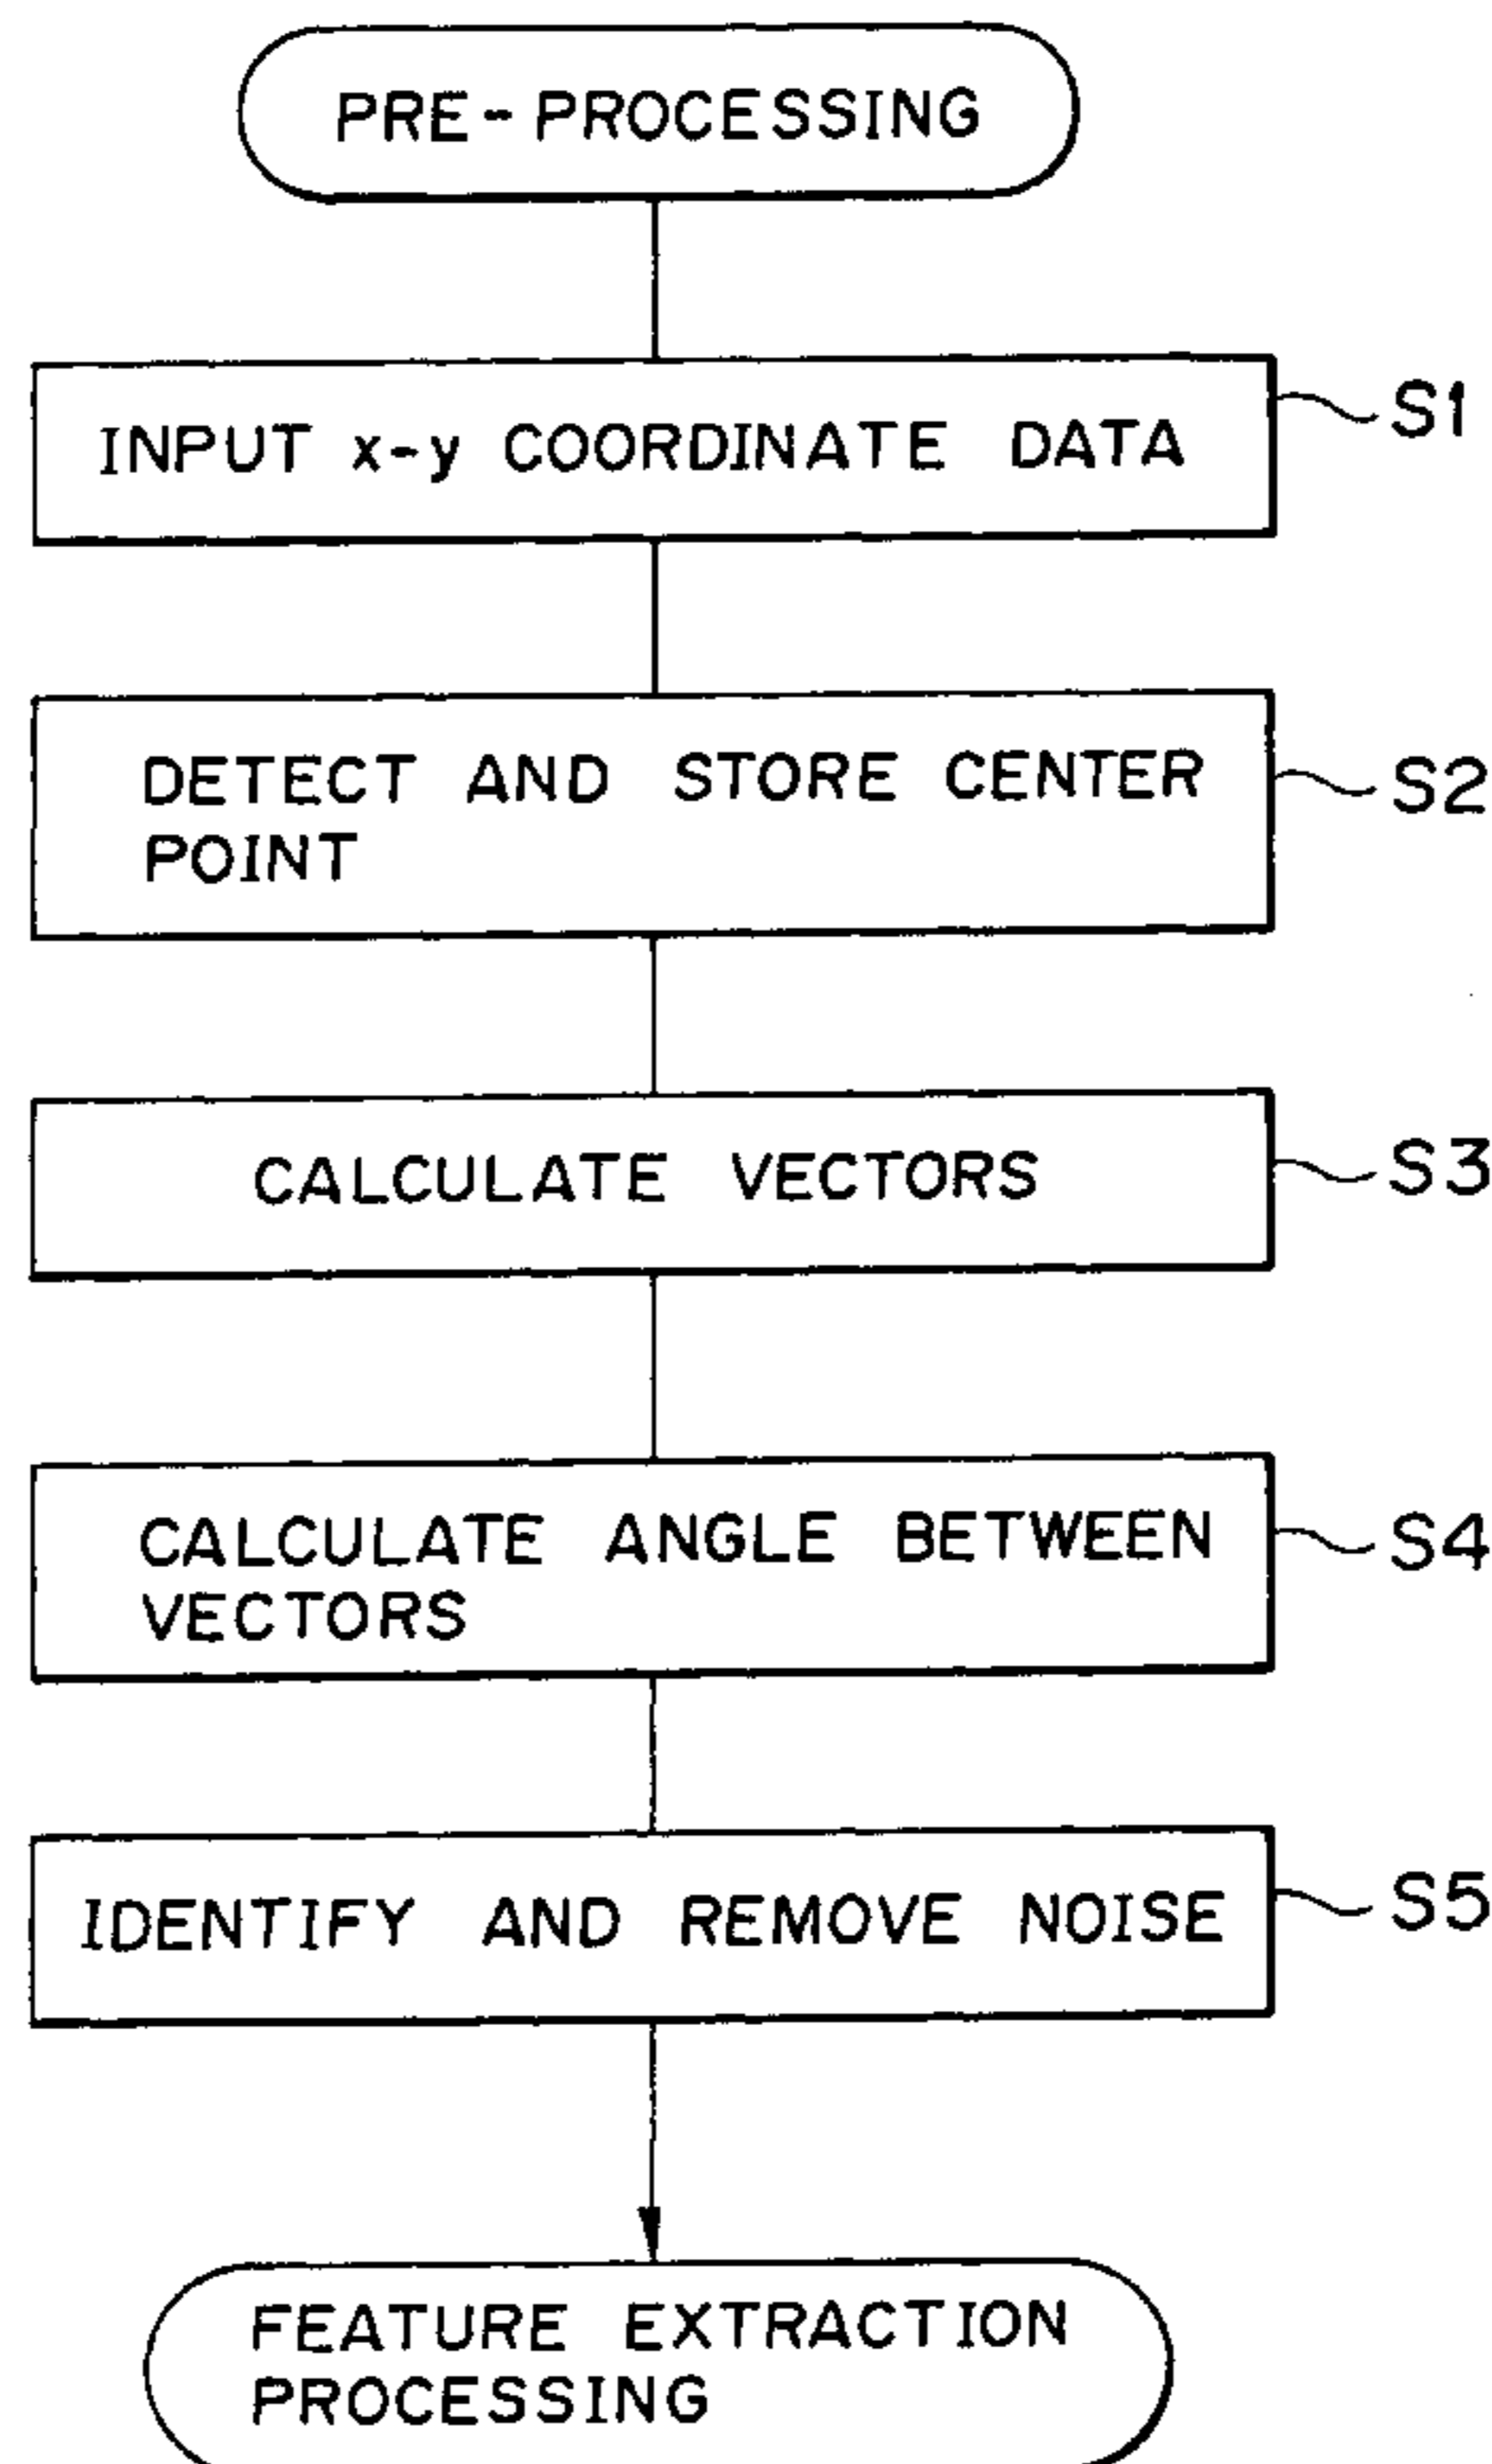 PRE-PROCESSING
INPUT x-y COORDINATE DATA
S1
DETECT AND STORE CENTER
POINT
S2
CALCULATE VECTORS
S3
CALCULATE ANGLE BETWEEN
VECTORS
S4
IDENTIFY AND REMOVE NOISE
S5
FEATURE EXTRACTION
PROCESSING